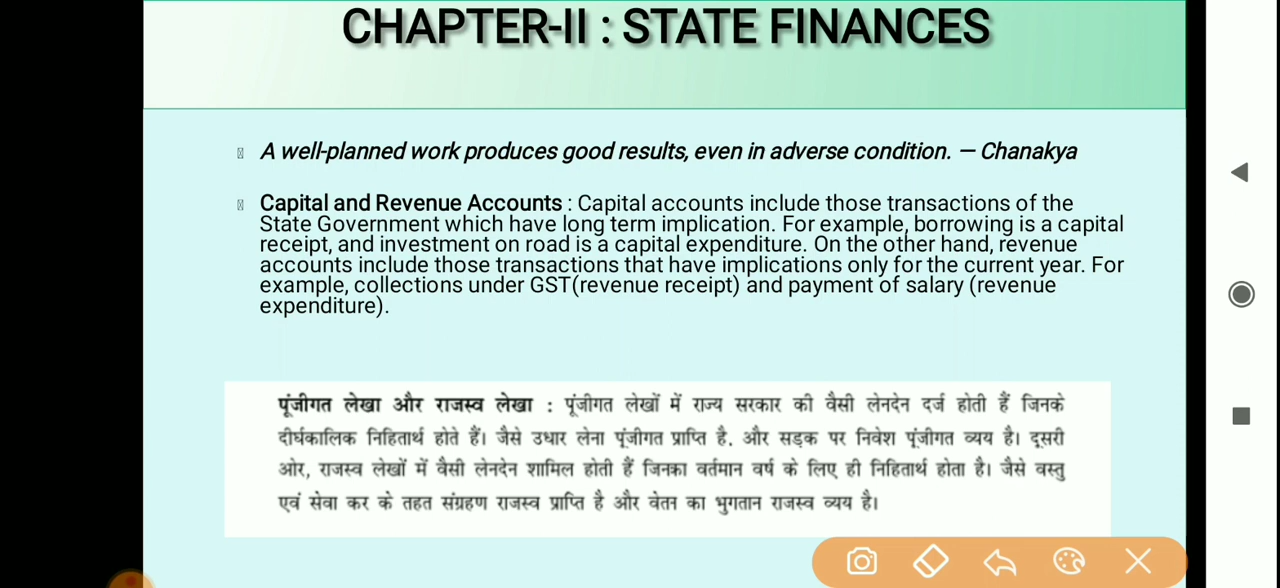 CHAPTER-II : STATE FINANCES
A well-planned work produces good results, even in adverse condition. — Chanakya
Capital and Revenue Accounts : Capital accounts include those transactions of the
State Government which have long term implication. For example, borrowing is a capital
receipt, and investment on road is a capital expenditure. On the other hand, revenue
accounts include those transactions that have implications only for the current year. For
example, collections under GST(revenue receipt) and payment of salary (revenue
expenditure).
पूंजीगत लेखा और राजस्व लेखा : पूंजीगत लेखों में राज्य सरकार की वैसी लेनदेन दर्ज होती हैं जिनके
दीर्घकालिक निहितार्थ होते हैं। जैसे उधार लेना पूंजीगत प्राप्ति है, और सड़क पर निवेश पूंजीगत व्यय है। दूसरी
ओर, राजस्व लेखों में वैसी लेनदेन शामिल होती हैं जिनका वर्तमान वर्ष के लिए ही निहितार्थ होता है। जैसे वस्तु
एवं सेवा कर के तहत संग्रहण राजस्व प्राप्ति है और वेतन का भुगतान राजस्व व्यय है।